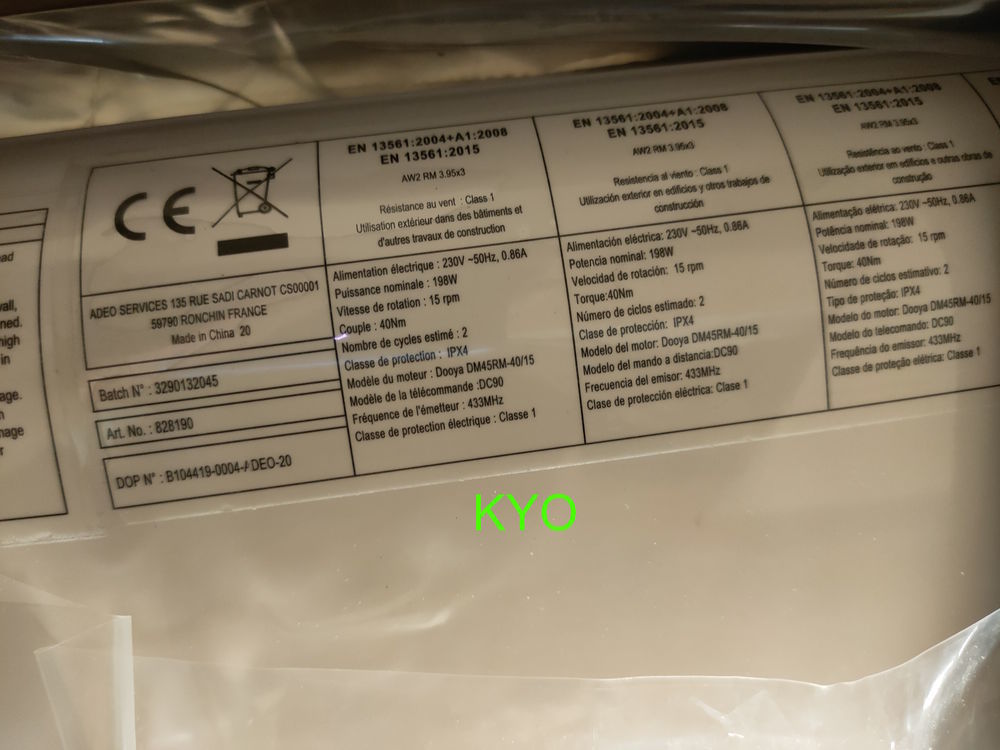 ead
vall,
ned.
high
in
age.
nage
CE
ADEO SERVICES 135 RUE SADI CARNOT CS00001
59790 RONCHIN FRANCE
Made in China 20
Batch N° : 3290132045
Art. No. : 828190
DOP N° : B104419-0004-ADEO-20
EN 13561:2004+A1:2008
EN 13561:2015
AW2 RM 3.95x3
Résistance au vent : Class 1
Utilisation extérieur dans des bâtiments et
d'autres travaux de construction
Alimentation électrique : 230V ~50Hz, 0.86A
Puissance nominale : 198W
Vitesse de rotation : 15 rpm
Couple : 40Nm
Nombre de cycles estimé : 2
Classe de protection : IPX4
Modèle du moteur : Dooya DM45RM-40/15
Modèle de la télécommande :DC90
Fréquence de l'émetteur : 433MHz
Classe de protection électrique : Classe 1
EN 13561:2004+A1:2008
EN 13561:2015
AW2 RM 3.95x3
Resistencia al viento : Class 1
Utilización exterior en edificios y otros trabajos de
construcción
Alimentación eléctrica: 230V ~50Hz, 0.86A
Potencia nominal: 198W
Velocidad de rotación: 15 rpm
Torque:40Nm
Número de ciclos estimado: 2
Clase de protección: IPX4
Modelo del motor: Dooya DM45RM-40/15
Modelo del mando a distancia:DC90
Frecuencia del emisor: 433MHz
Clase de protección eléctrica: Clase 1
EN 13561:2004+A1:2008
EN 13561:2015
AW2 RM 3.95x3
Resistência ao vento : Class 1
Utilização exterior em edifícios e outras obras de
construção
Alimentação elétrica: 230V ~50Hz, 0.86A
Potência nominal: 198W
Velocidade de rotação: 15 rpm
Torque: 40Nm
Número de ciclos estimativo: 2
Tipo de proteção: IPX4
Modelo do motor: Dooya DM45RM-40/15
Modelo do telecomando: DC90
Frequência do emissor: 433MHz
Classe de proteção elétrica: Classe 1
KYO